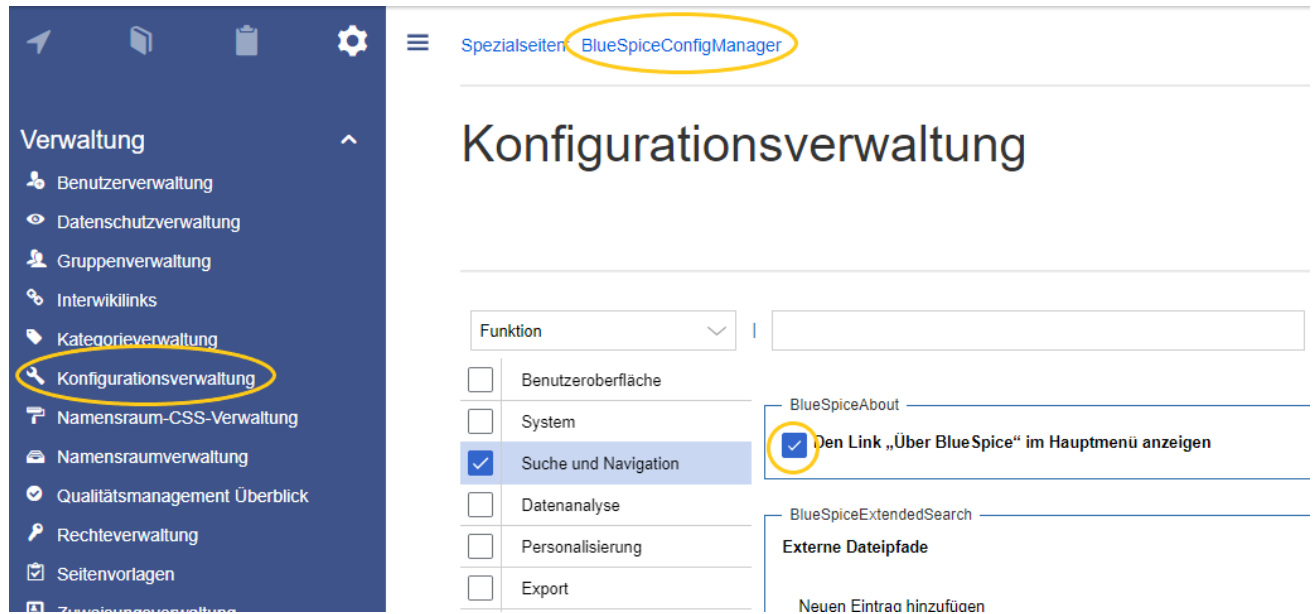 Spezialseiten: BlueSpiceConfigManager
Verwaltung
Benutzerverwaltung
Datenschutzverwaltung
Gruppenverwaltung
Interwikilinks
Kategorieverwaltung
Konfigurationsverwaltung
Namensraum-CSS-Verwaltung
Namensraumverwaltung
Qualitätsmanagement Überblick
Rechteverwaltung
Seitenvorlagen
Zuweisungsverwaltung
Konfigurationsverwaltung
Funktion
|
Benutzeroberfläche
System
Suche und Navigation
Datenanalyse
Personalisierung
Export
BlueSpiceAbout
Den Link „Über BlueSpice“ im Hauptmenü anzeigen
BlueSpiceExtendedSearch
Externe Dateipfade
Neuen Eintrag hinzufügen